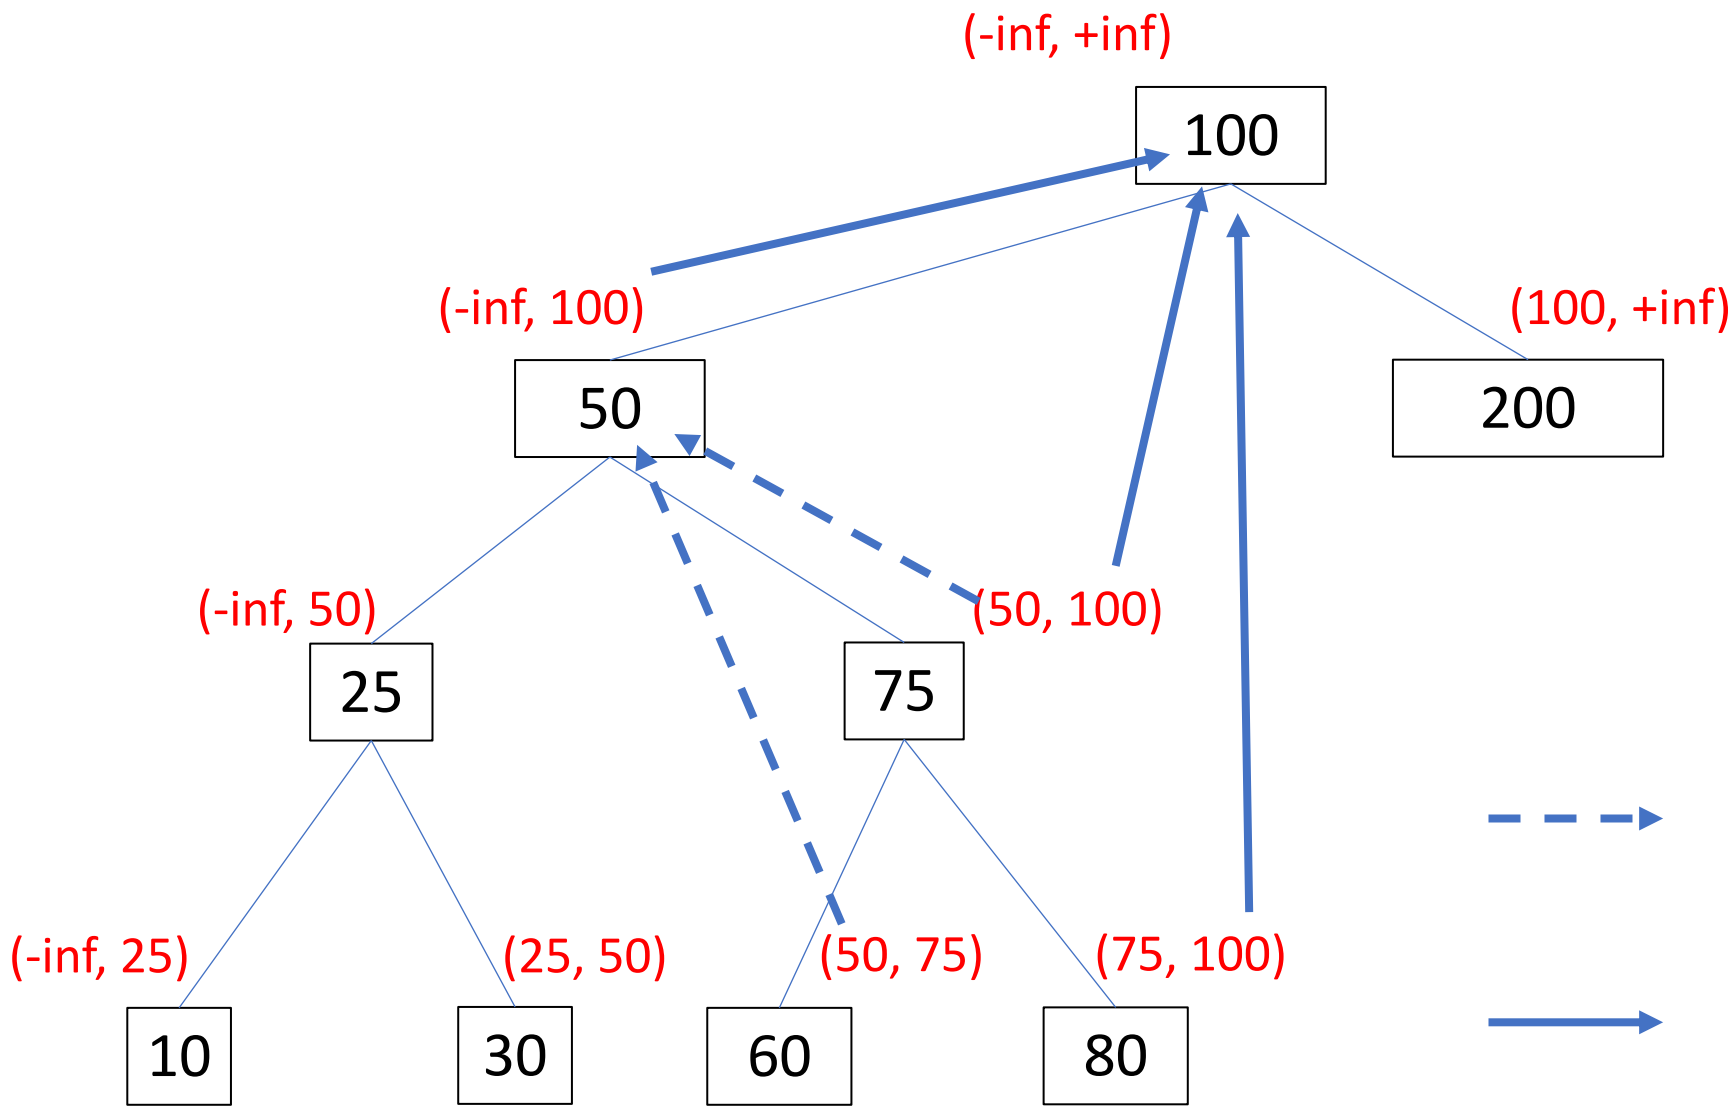 (-inf, +inf)
100
(-inf, 100)
(100, +inf)
50
200
(-inf, 50)
(50, 100)
25
75
(-inf, 25)
(25, 50)
(50, 75)
(75, 100)
10
30
60
80